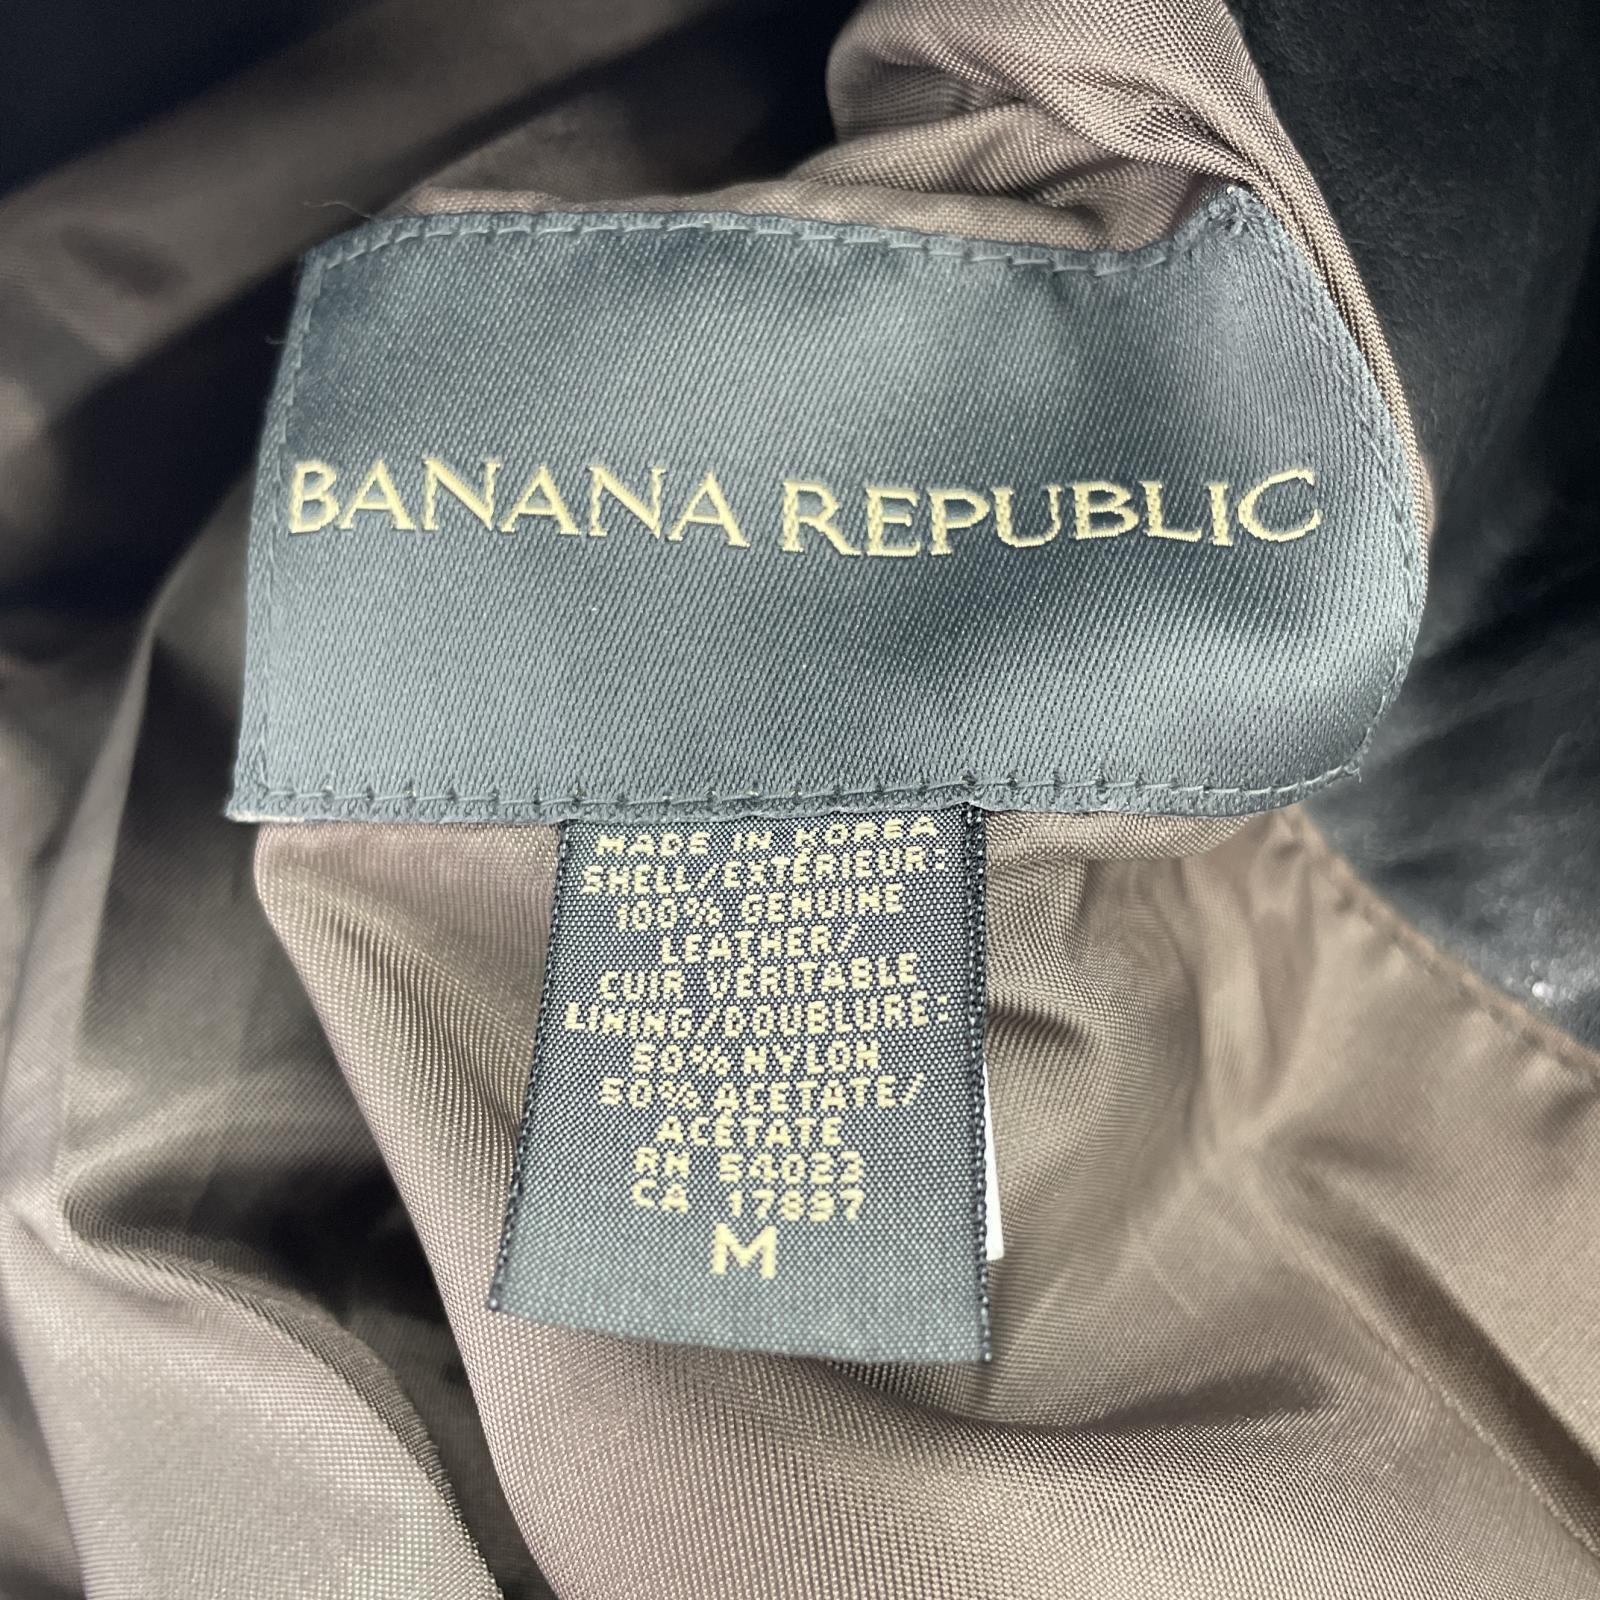 BANANA REPUBLIC
MADE IN KOREA
SHELL/EXTÉRIEUR:
100% GENUINE
LEATHER/
CUIR VÉRITABLE
LINING/DOUBLURE:
50% NYLON
50% ACETATE/
ACÉTATE
RN 54023
CA 17897
M